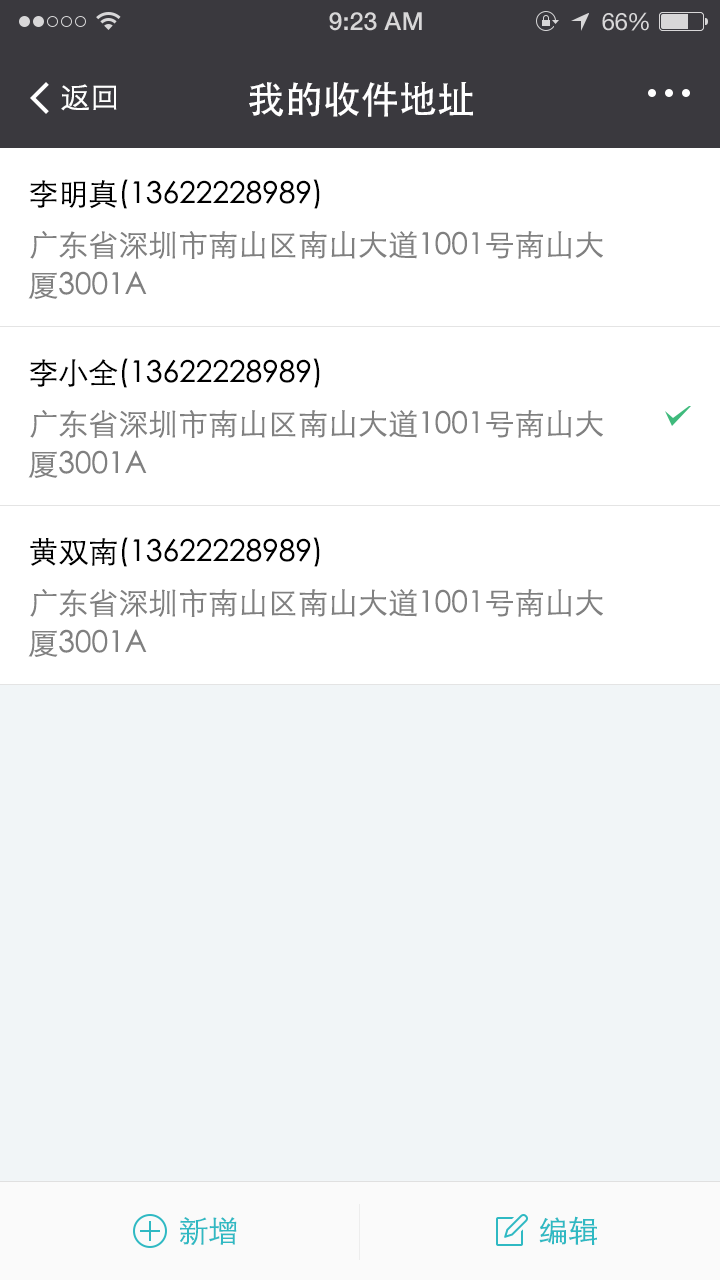 9:23 AM
66%
返回
我的收件地址
李明真(13622228989)
广东省深圳市南山区南山大道1001号南山大
厦3001A
李小全(13622228989)
广东省深圳市南山区南山大道1001号南山大
厦3001A
黄双南(13622228989)
广东省深圳市南山区南山大道1001号南山大
厦3001A
新增
编辑